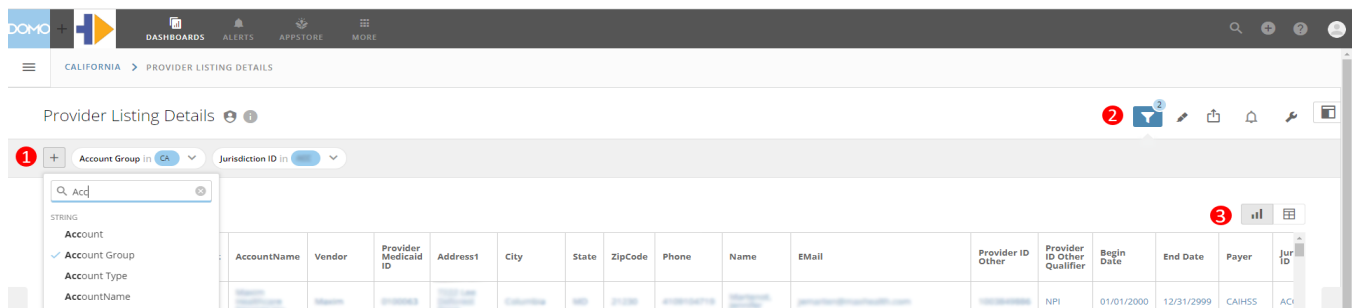 DOMO +
DASHBOARDS ALERTS APPSTORE MORE
CALIFORNIA > PROVIDER LISTING DETAILS
Provider Listing Details
2 2
1 + Account Group in CA Jurisdiction ID in
Acc
STRING
3
Account
Account Group
Account Type
AccountName
AccountName Vendor Provider Medicaid ID Address1 City State ZipCode Phone Name EMail Provider ID Other Provider ID Other Qualifier Begin Date End Date Payer Jur ID
NPI 01/01/2000 12/31/2999 CAIHSS